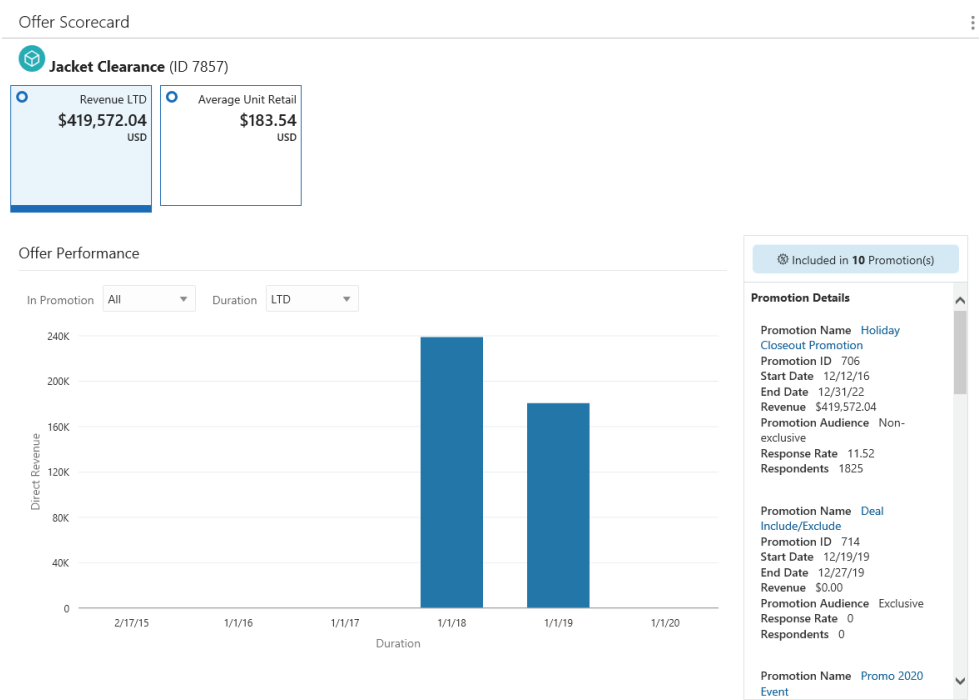 Offer Scorecard
Jacket Clearance (ID 7857)
Revenue LTD
$419,572.04
USD
Average Unit Retail
$183.54
USD
Offer Performance
In Promotion All Duration LTD
240K
200K
160K
120K
80K
40K
0
Direct Revenue
2/17/15 1/1/16 1/1/17 1/1/18 1/1/19 1/1/20
Duration
Included in 10 Promotion(s)
Promotion Details
Promotion Name Holiday
Closeout Promotion
Promotion ID 706
Start Date 12/12/16
End Date 12/31/22
Revenue $419,572.04
Promotion Audience Non-
exclusive
Response Rate 11.52
Respondents 1825
Promotion Name Deal
Include/Exclude
Promotion ID 714
Start Date 12/19/19
End Date 12/27/19
Revenue $0.00
Promotion Audience Exclusive
Response Rate 0
Respondents 0
Promotion Name Promo 2020
Event